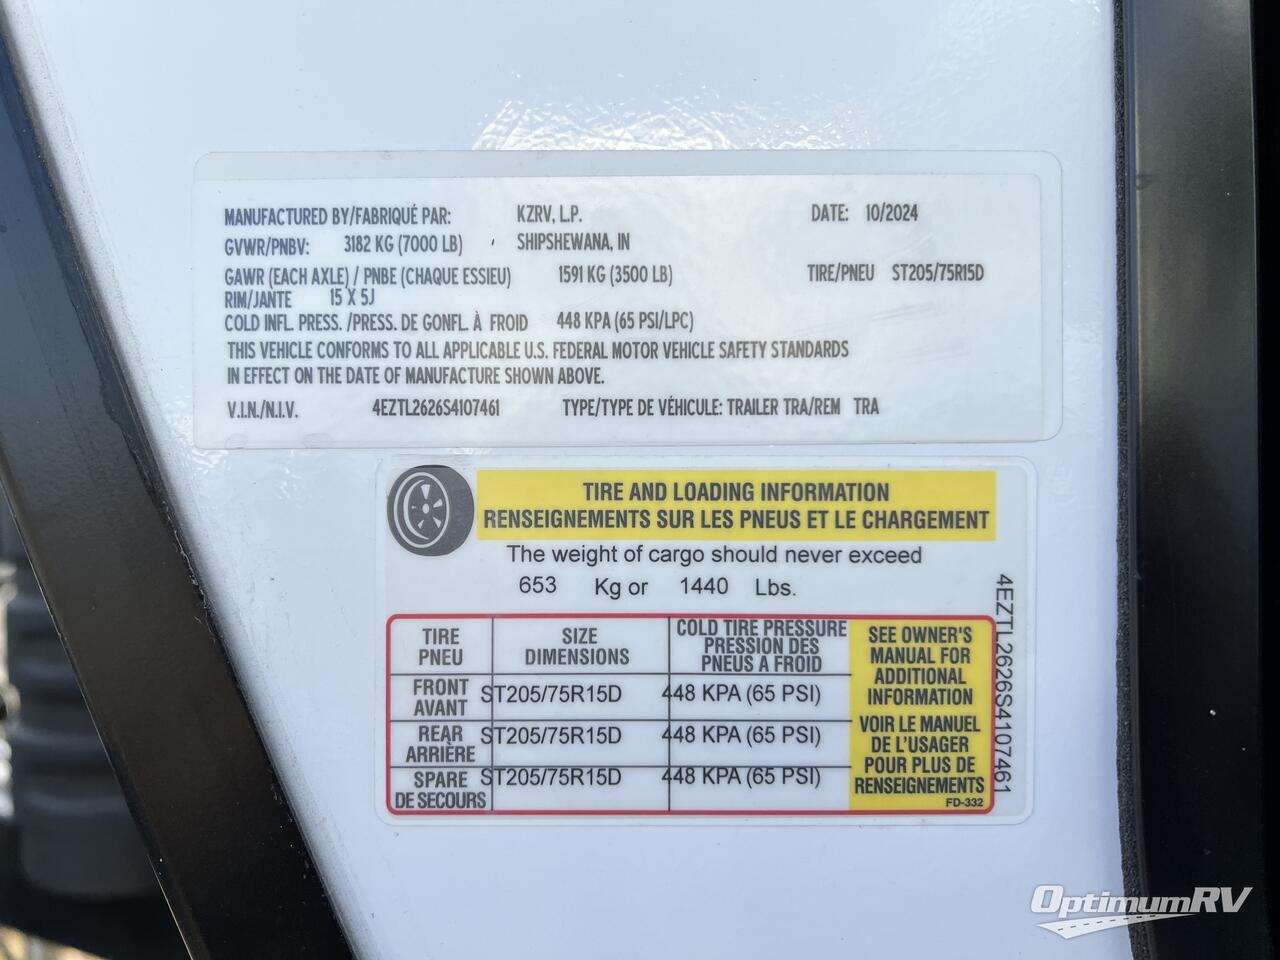 MANUFACTURED BY/FABRIQUÉ PAR: KZRV, L.P. DATE: 10/2024
GVWR/PNBV: 3182 KG (7000 LB) SHIPSHEWANA, IN
GAWR (EACH AXLE) / PNBE (CHAQUE ESSIEU) 1591 KG (3500 LB) TIRE/PNEU ST205/75R15D
RIM/JANTE 15 X 5J
COLD INFL. PRESS. /PRESS. DE GONFL. À FROID 448 KPA (65 PSI/LPC)
THIS VEHICLE CONFORMS TO ALL APPLICABLE U.S. FEDERAL MOTOR VEHICLE SAFETY STANDARDS
IN EFFECT ON THE DATE OF MANUFACTURE SHOWN ABOVE.
V.I.N./N.I.V. 4EZTL2626S4107461 TYPE/TYPE DE VÉHICULE: TRAILER TRA/REM TRA
TIRE AND LOADING INFORMATION
RENSEIGNEMENTS SUR LES PNEUS ET LE CHARGEMENT
The weight of cargo should never exceed
653 Kg or 1440 Lbs.
TIRE
PNEU
SIZE
DIMENSIONS
COLD TIRE PRESSURE
PRESSION DES
PNEUS A FROID
FRONT
AVANT
ST205/75R15D 448 KPA (65 PSI)
REAR
ARRIÈRE
ST205/75R15D 448 KPA (65 PSI)
SPARE
DE SECOURS
ST205/75R15D 448 KPA (65 PSI)
SEE OWNER'S
MANUAL FOR
ADDITIONAL
INFORMATION
VOIR LE MANUEL
DE L'USAGER
POUR PLUS DE
RENSEIGNEMENTS
FD-332
4EZTL2626S4107461
OptimumRV